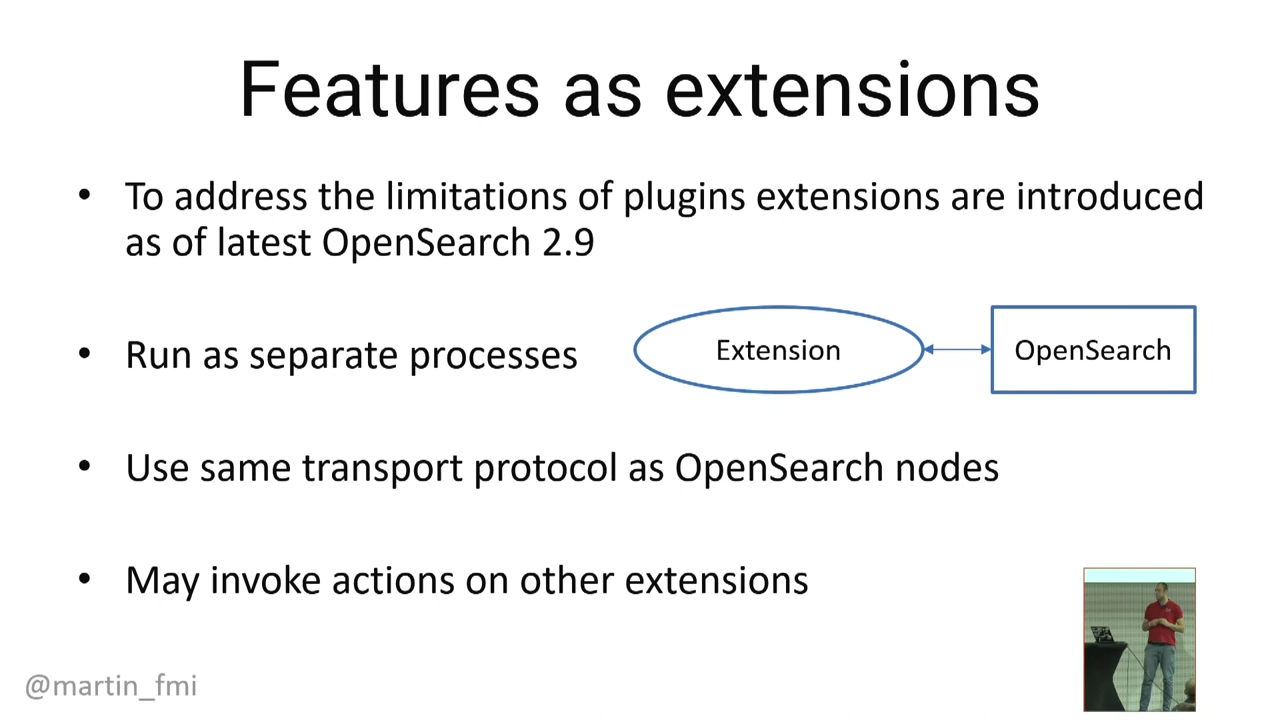 Features as extensions
• To address the limitations of plugins extensions are introduced
as of latest OpenSearch 2.9
• Run as separate processes
Extension
OpenSearch
• Use same transport protocol as OpenSearch nodes
• May invoke actions on other extensions
@martin_fmi